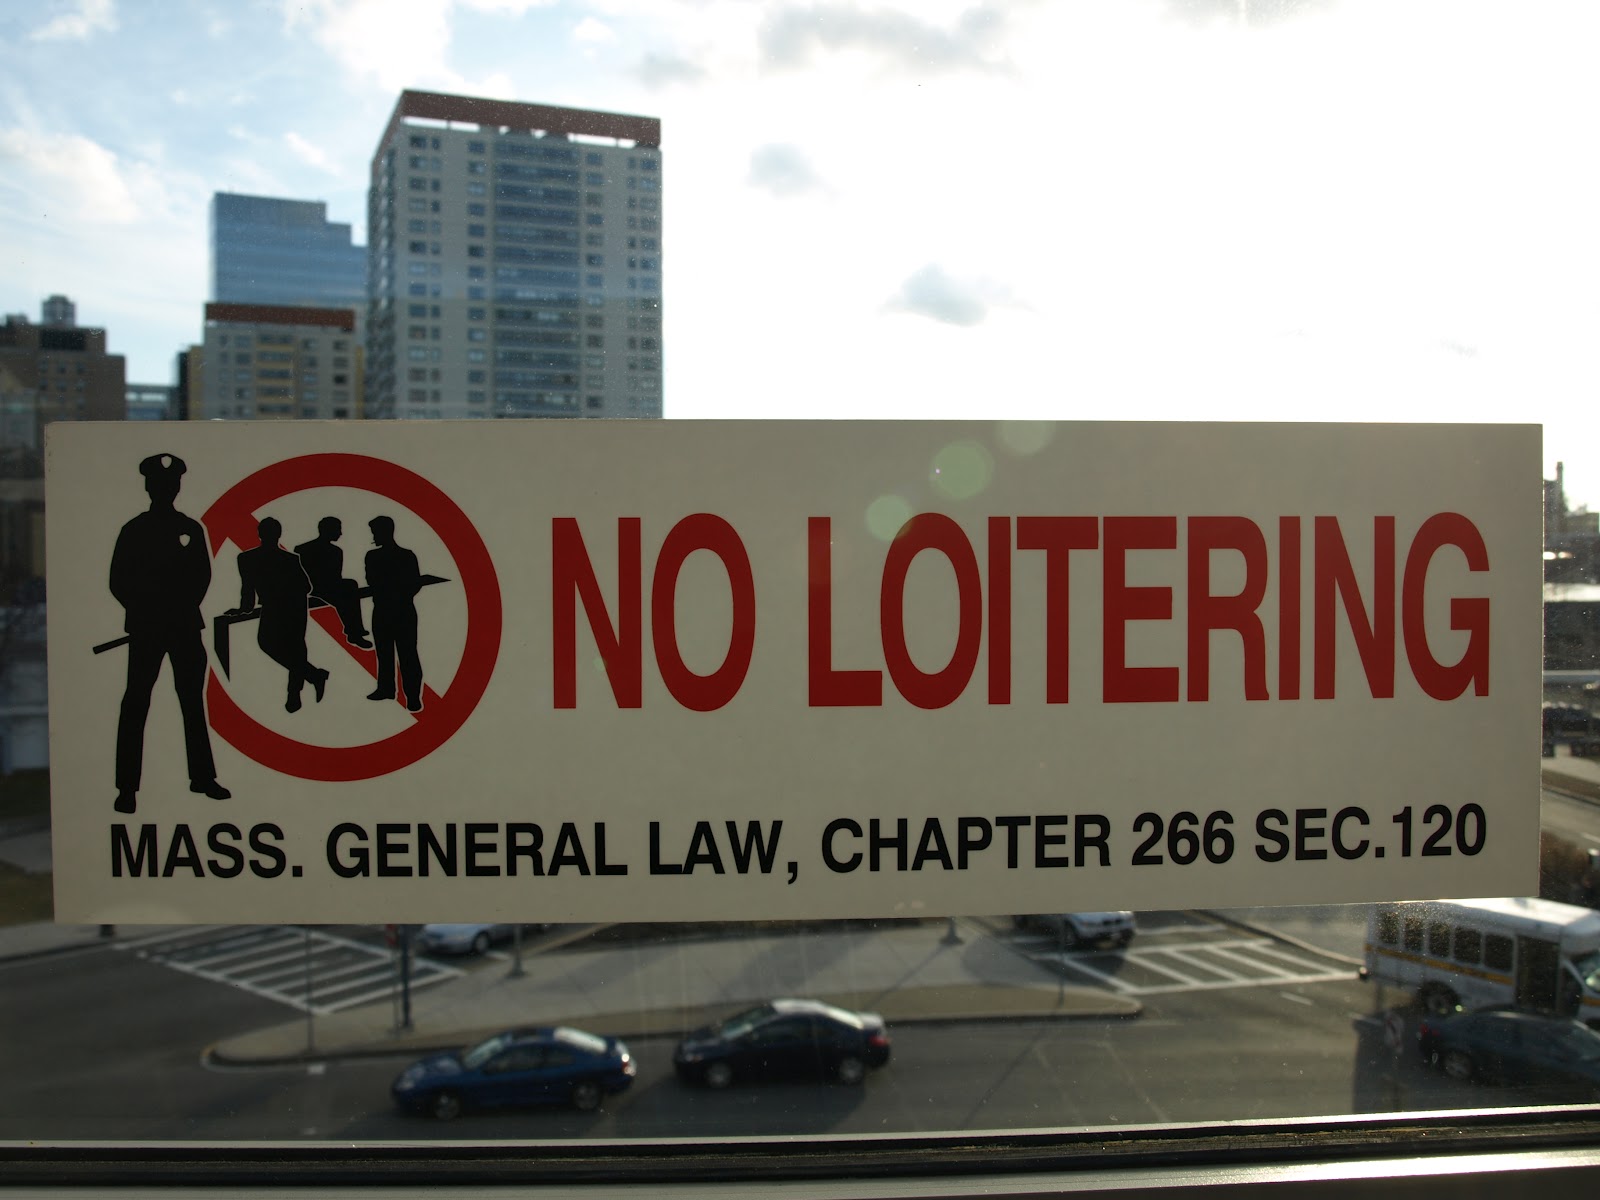 NO LOITERING
MASS. GENERAL LAW, CHAPTER 266 SEC.120